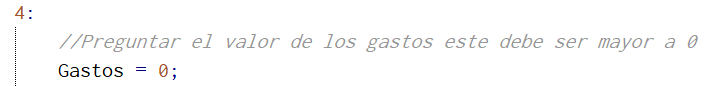 4:
//Preguntar el valor de los gastos este debe ser mayor a 0
Gastos = 0;